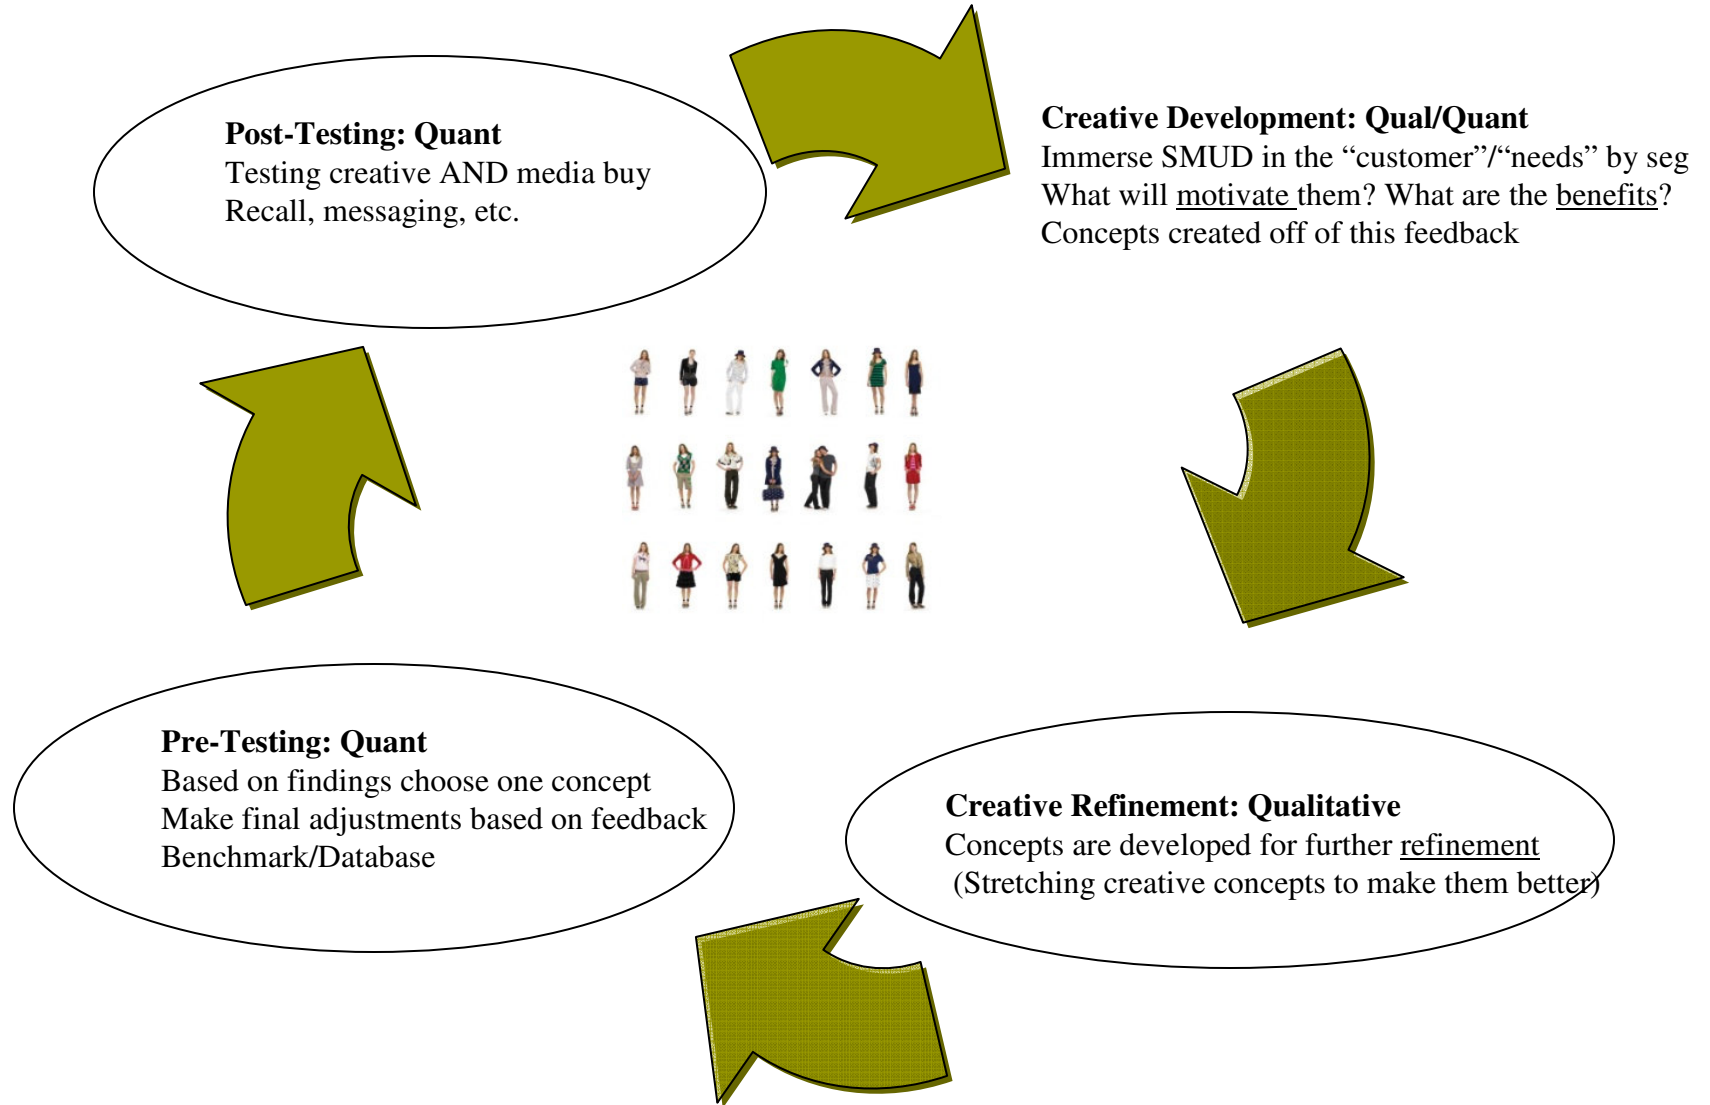 Post-Testing: Quant
Testing creative AND media buy
Recall, messaging, etc.
Creative Development: Qual/Quant
Immerse SMUD in the “customer”/“needs” by seg
What will motivate them? What are the benefits?
Concepts created off of this feedback
Pre-Testing: Quant
Based on findings choose one concept
Make final adjustments based on feedback
Benchmark/Database
Creative Refinement: Qualitative
Concepts are developed for further refinement
(Stretching creative concepts to make them better)